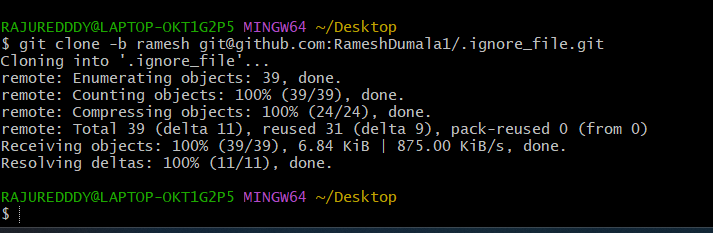 RAJUREDDDY@LAPTOP-OKT1G2P5 MINGW64 ~/Desktop
$ git clone -b ramesh git@github.com:RameshDumala1/.ignore_file.git
Cloning into '.ignore_file'...
remote: Enumerating objects: 39, done.
remote: Counting objects: 100% (39/39), done.
remote: Compressing objects: 100% (24/24), done.
remote: Total 39 (delta 11), reused 31 (delta 9), pack-reused 0 (from 0)
Receiving objects: 100% (39/39), 6.84 KiB | 875.00 KiB/s, done.
Resolving deltas: 100% (11/11), done.
RAJUREDDDY@LAPTOP-OKT1G2P5 MINGW64 ~/Desktop
$